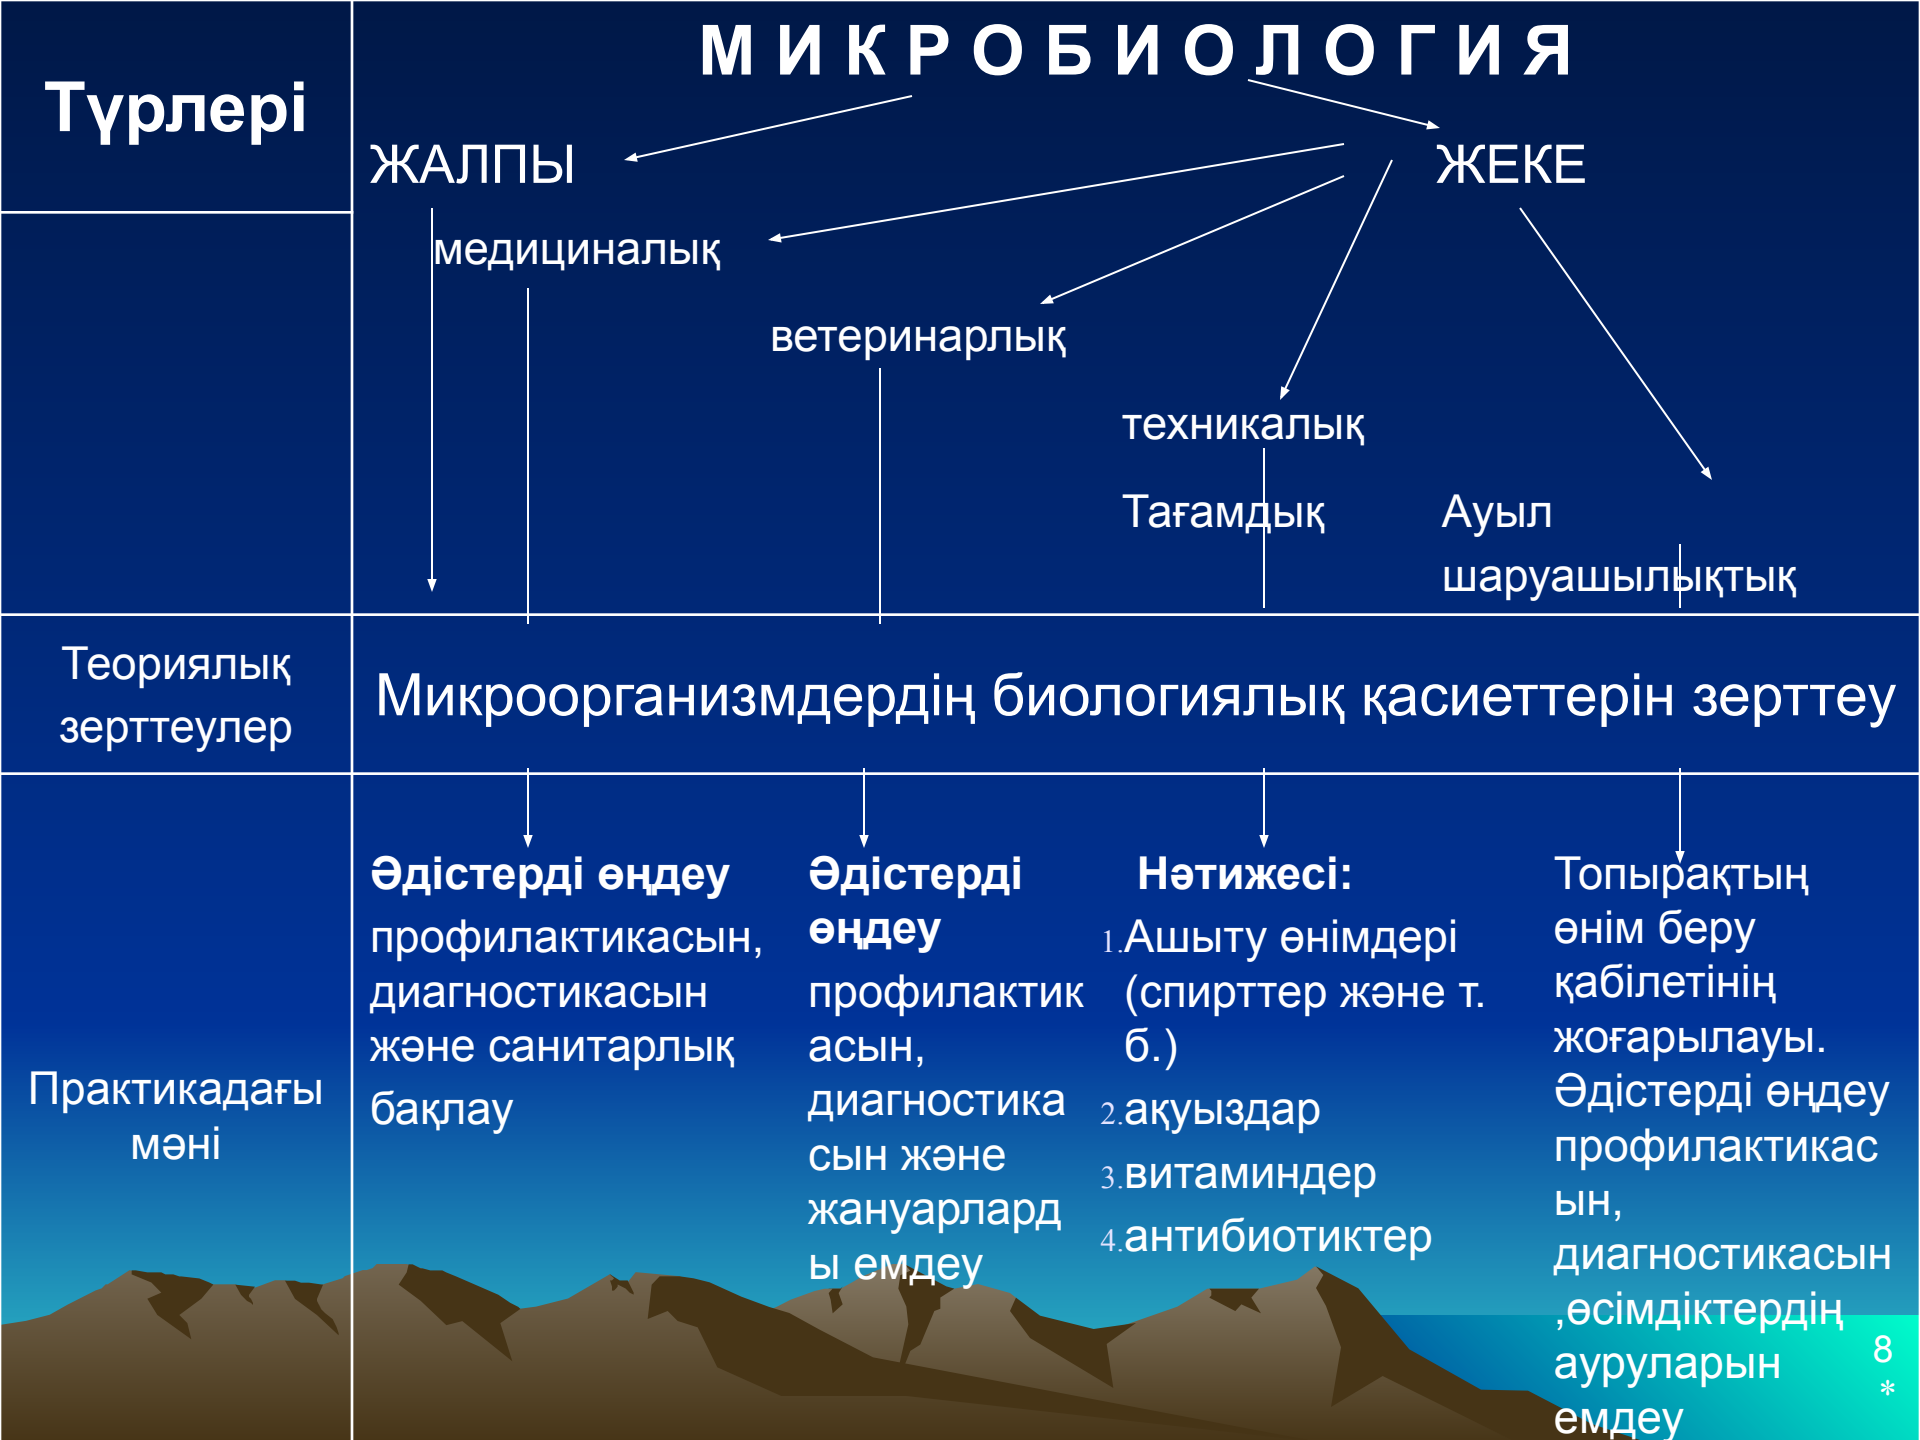 Түрлері
М И К Р О Б И О Л О Г И Я
ЖАЛПЫ
ЖЕКЕ
медициналық
ветеринарлық
техникалық
Тағамдық
Ауыл
шаруашылықтық
Теориялық
зерттеулер
Микроорганизмдердің биологиялық қасиеттерін зерттеу
Практикадағы
мәні
Әдістерді өңдеу
профилактикасын,
диагностикасын
және санитарлық
бақлау
Әдістерді
өңдеу
профилактик
асын,
диагностика
сын және
жануарлард
ы емдеу
Нәтижесі:
1.Ашыту өнімдері
(спирттер және т.
б.)
2.ақуыздар
3.витаминдер
4.антибиотиктер
Топырақтың
өнім беру
қабілетінің
жоғарылауы.
Әдістерді өңдеу
профилактикас
ын,
диагностикасын
,өсімдіктердің
ауруларын
емдеу
8
*